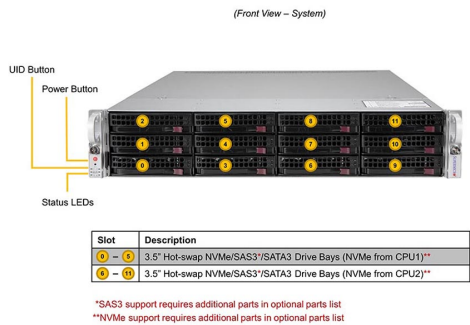 (Front View – System)
UID Button
Power Button
2 5 8 11
1 4 7 10
0 3 6 9
Status LEDs
Slot Description
0 – 5 3.5" Hot-swap NVMe/SAS3*/SATA3 Drive Bays (NVMe from CPU1)**
6 – 11 3.5" Hot-swap NVMe/SAS3*/SATA3 Drive Bays (NVMe from CPU2)**
*SAS3 support requires additional parts in optional parts list
**NVMe support requires additional parts in optional parts list